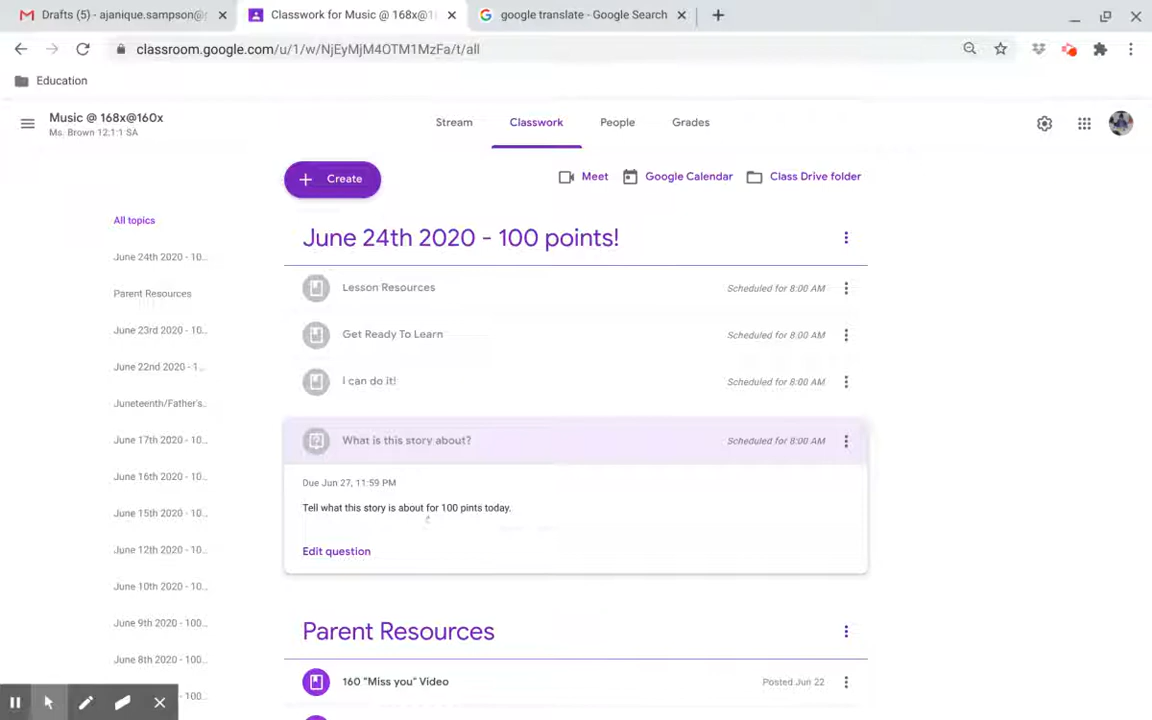 Drafts (5) - ajanique.sampson@
Classwork for Music @ 168x@1
google translate - Google Search
classroom.google.com/u/1/w/NjEyMjM4OTM1MzFa/t/all
Education
Music @ 168x@160x
Ms. Brown 12:1:1 SA
Stream
Classwork
People
Grades
Create
Meet
Google Calendar
Class Drive folder
All topics
June 24th 2020 - 10...
Parent Resources
June 23rd 2020 - 10...
June 22nd 2020 - 1...
Juneteenth/Father's...
June 17th 2020 - 10...
June 16th 2020 - 10...
June 15th 2020 - 10...
June 12th 2020 - 10...
June 10th 2020 - 10...
June 9th 2020 - 100...
June 8th 2020 - 100...
100...
June 24th 2020 - 100 points!
Lesson Resources
Scheduled for 8:00 AM
Get Ready To Learn
Scheduled for 8:00 AM
I can do it!
Scheduled for 8:00 AM
What is this story about?
Scheduled for 8:00 AM
Due Jun 27, 11:59 PM
Tell what this story is about for 100 pints today.
Edit question
Parent Resources
160 "Miss you" Video
Posted Jun 22